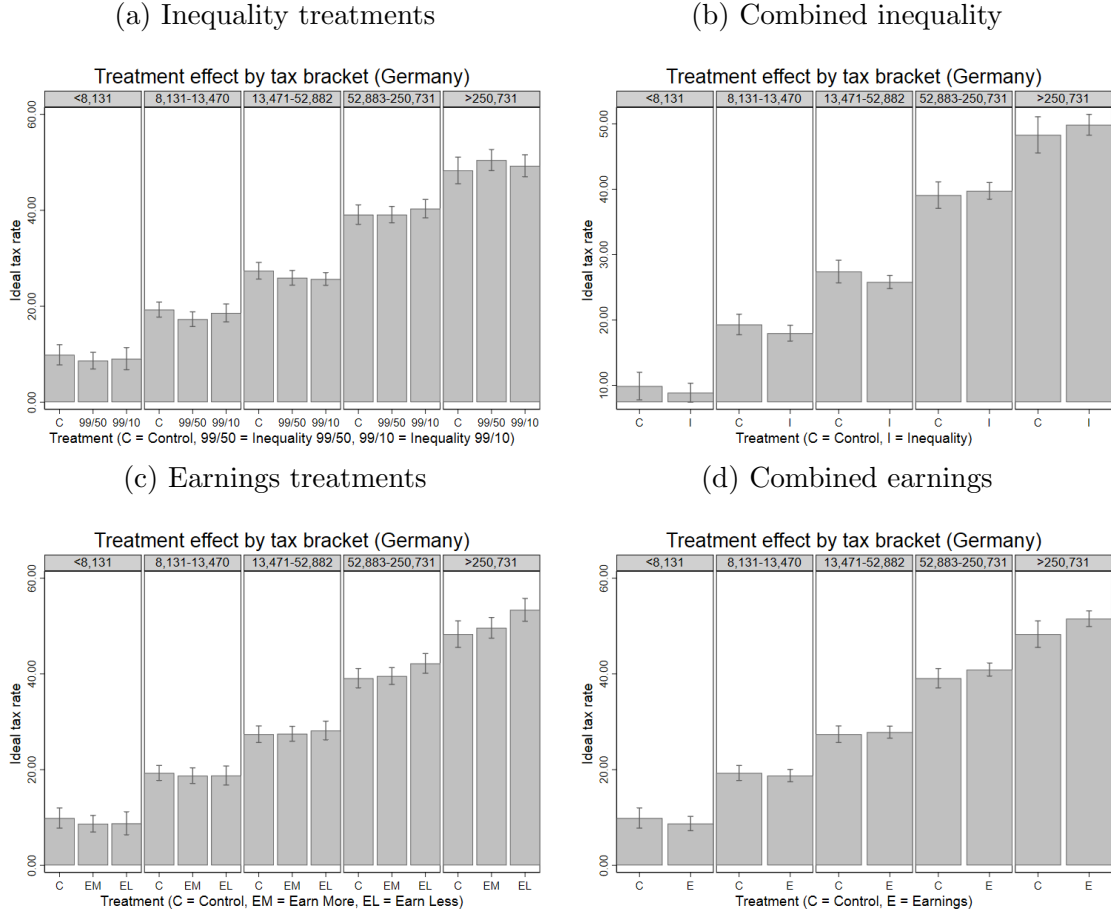 (a) Inequality treatments
Treatment effect by tax bracket (Germany)
<8,131 8,131-13,470 13,471-52,882 52,883-250,731 >250,731
Ideal tax rate
60.00
40.00
20.00
0.00
C 99/50 99/10 C 99/50 99/10 C 99/50 99/10 C 99/50 99/10 C 99/50 99/10
Treatment (C = Control, 99/50 = Inequality 99/50, 99/10 = Inequality 99/10)
(b) Combined inequality
Treatment effect by tax bracket (Germany)
<8,131 8,131-13,470 13,471-52,882 52,883-250,731 >250,731
Ideal tax rate
50.00
40.00
30.00
20.00
10.00
C I C I C I C I C I
Treatment (C = Control, I = Inequality)
(c) Earnings treatments
Treatment effect by tax bracket (Germany)
<8,131 8,131-13,470 13,471-52,882 52,883-250,731 >250,731
Ideal tax rate
60.00
40.00
20.00
0.00
C EM EL C EM EL C EM EL C EM EL C EM EL
Treatment (C = Control, EM = Earn More, EL = Earn Less)
(d) Combined earnings
Treatment effect by tax bracket (Germany)
<8,131 8,131-13,470 13,471-52,882 52,883-250,731 >250,731
Ideal tax rate
60.00
40.00
20.00
0.00
C E C E C E C E C E
Treatment (C = Control, E = Earnings)